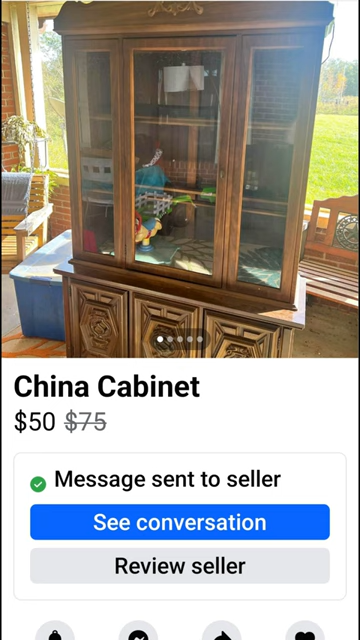 China Cabinet
$50 $75
Message sent to seller
See conversation
Review seller